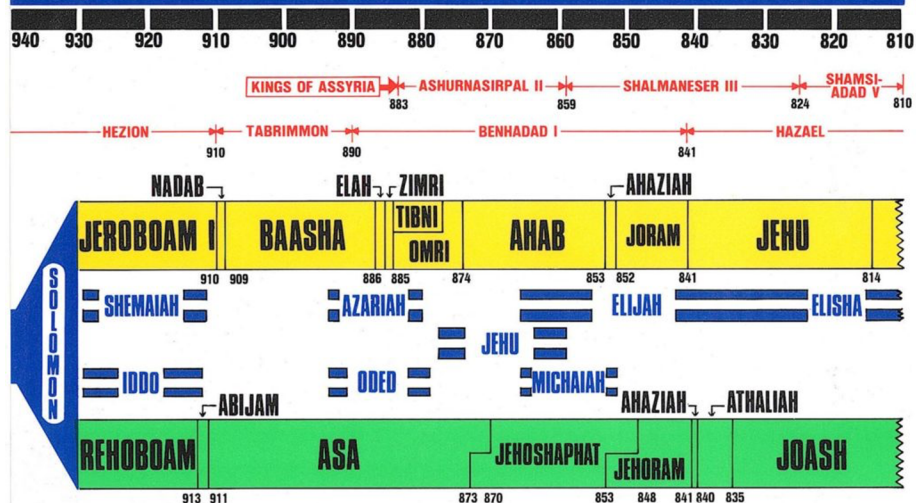 940 930 920 910 900 890 880 870 860 850 840 830 820 810
KINGS OF ASSYRIA ASHURNASIRPAL II SHALMANESER III SHAMSI-
ADAD V
883 859 824 810
HEZION TABRIMMON BENHADAD I HAZAEL
910 890 841
NADAB ELAH ZIMRI AHAZIAH
JEROBOAM I BAASHA TIBNI OMRI AHAB JORAM JEHU
910 909 886 885 874 853 852 841 814
SOLOMON
SHEMAIAH AZARIAH ELIJAH ELISHA
JEHU
IDDO ODED MICHAIAH
ABIJAM AHAZIAH ATHALIAH
REHOBOAM ASA JEHOSHAPHAT JEHORAM JOASH
913 911 873 870 853 848 841 840 835